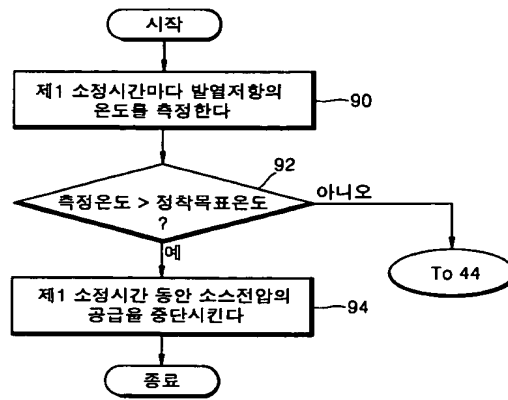 시작
제1 소정시간마다 발열저항의
온도를 측정한다
90
92
측정온도 > 정착목표온도
?
아니오
예
To 44
제1 소정시간 동안 소스전압의
공급을 중단시킨다
94
종료